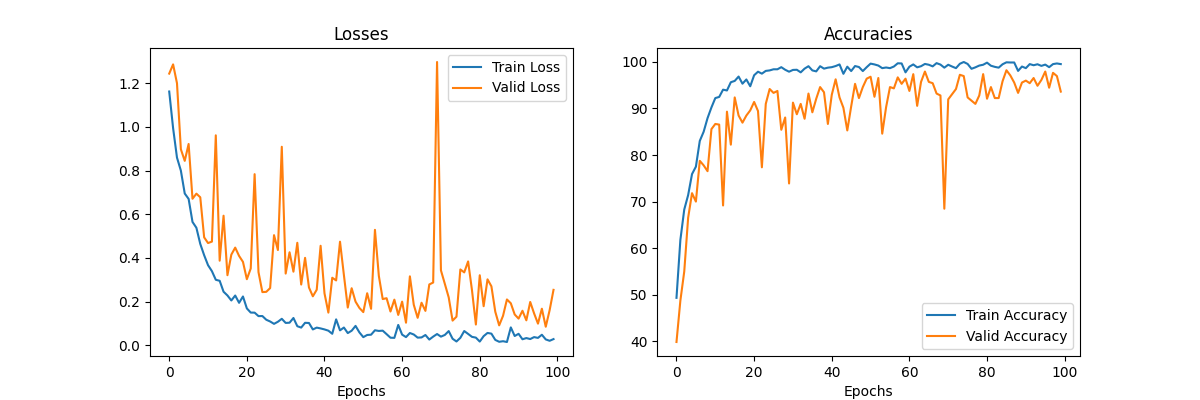 Losses
1.2
1.0
0.8
0.6
0.4
0.2
0.0
0 20 40 60 80 100
Epochs
Train Loss
Valid Loss
Accuracies
100
90
80
70
60
50
40
0 20 40 60 80 100
Epochs
Train Accuracy
Valid Accuracy